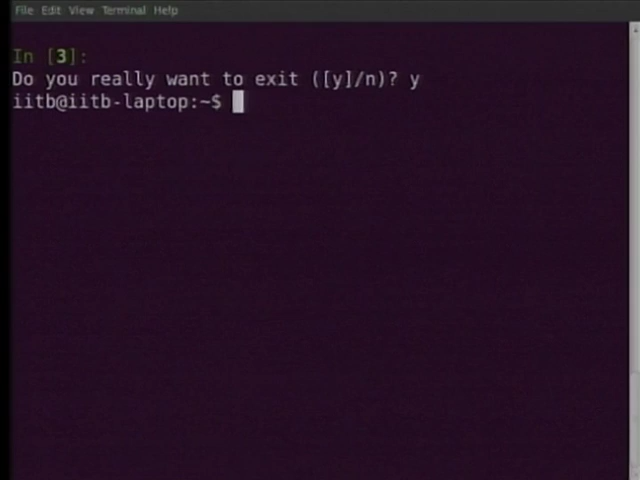 File Edit View Terminal Help
In [3]:
Do you really want to exit ([y]/n)? y
iitb@iitb-laptop:~$